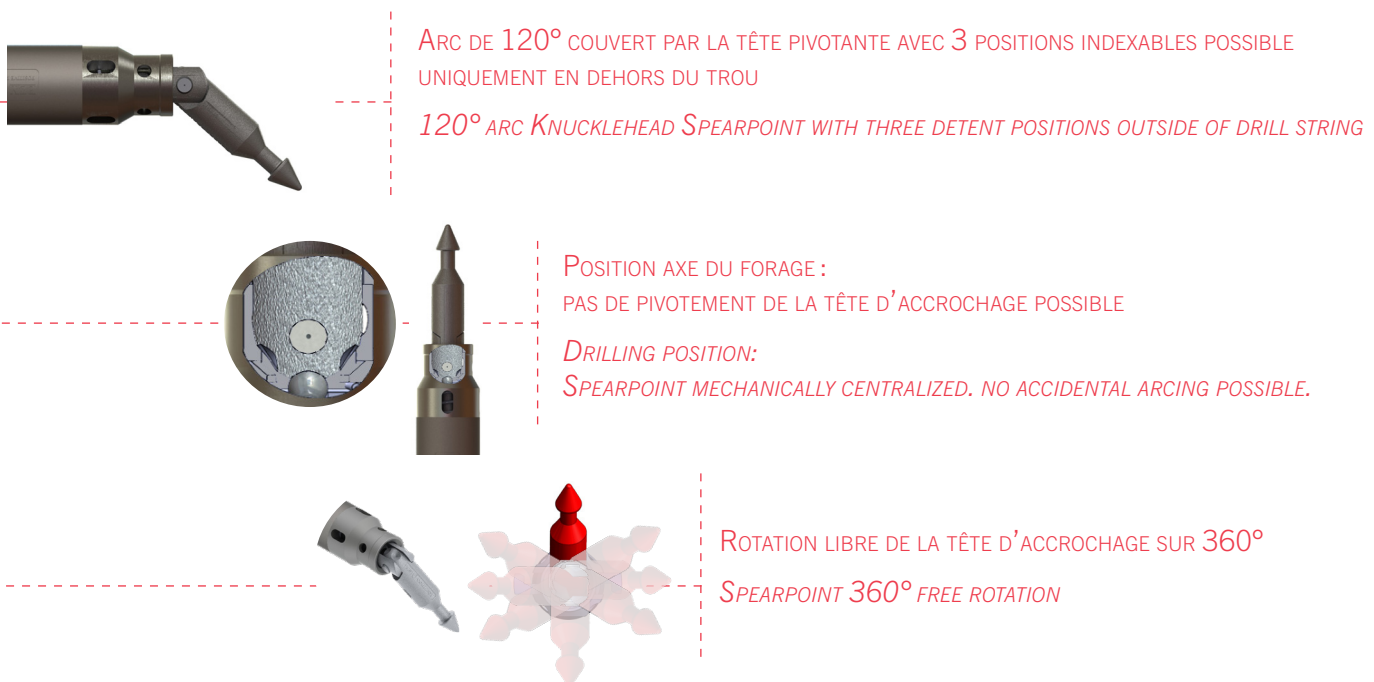 Arc de 120° couvert par la tête pivotante avec 3 positions indexables possible
uniquement en dehors du trou
120° arc Knucklehead Spearpoint with three detent positions outside of drill string
Position axe du forage :
pas de pivotement de la tête d'accrochage possible
Drilling position:
Spearpoint mechanically centralized. no accidental arcing possible.
Rotation libre de la tête d'accrochage sur 360°
Spearpoint 360° free rotation